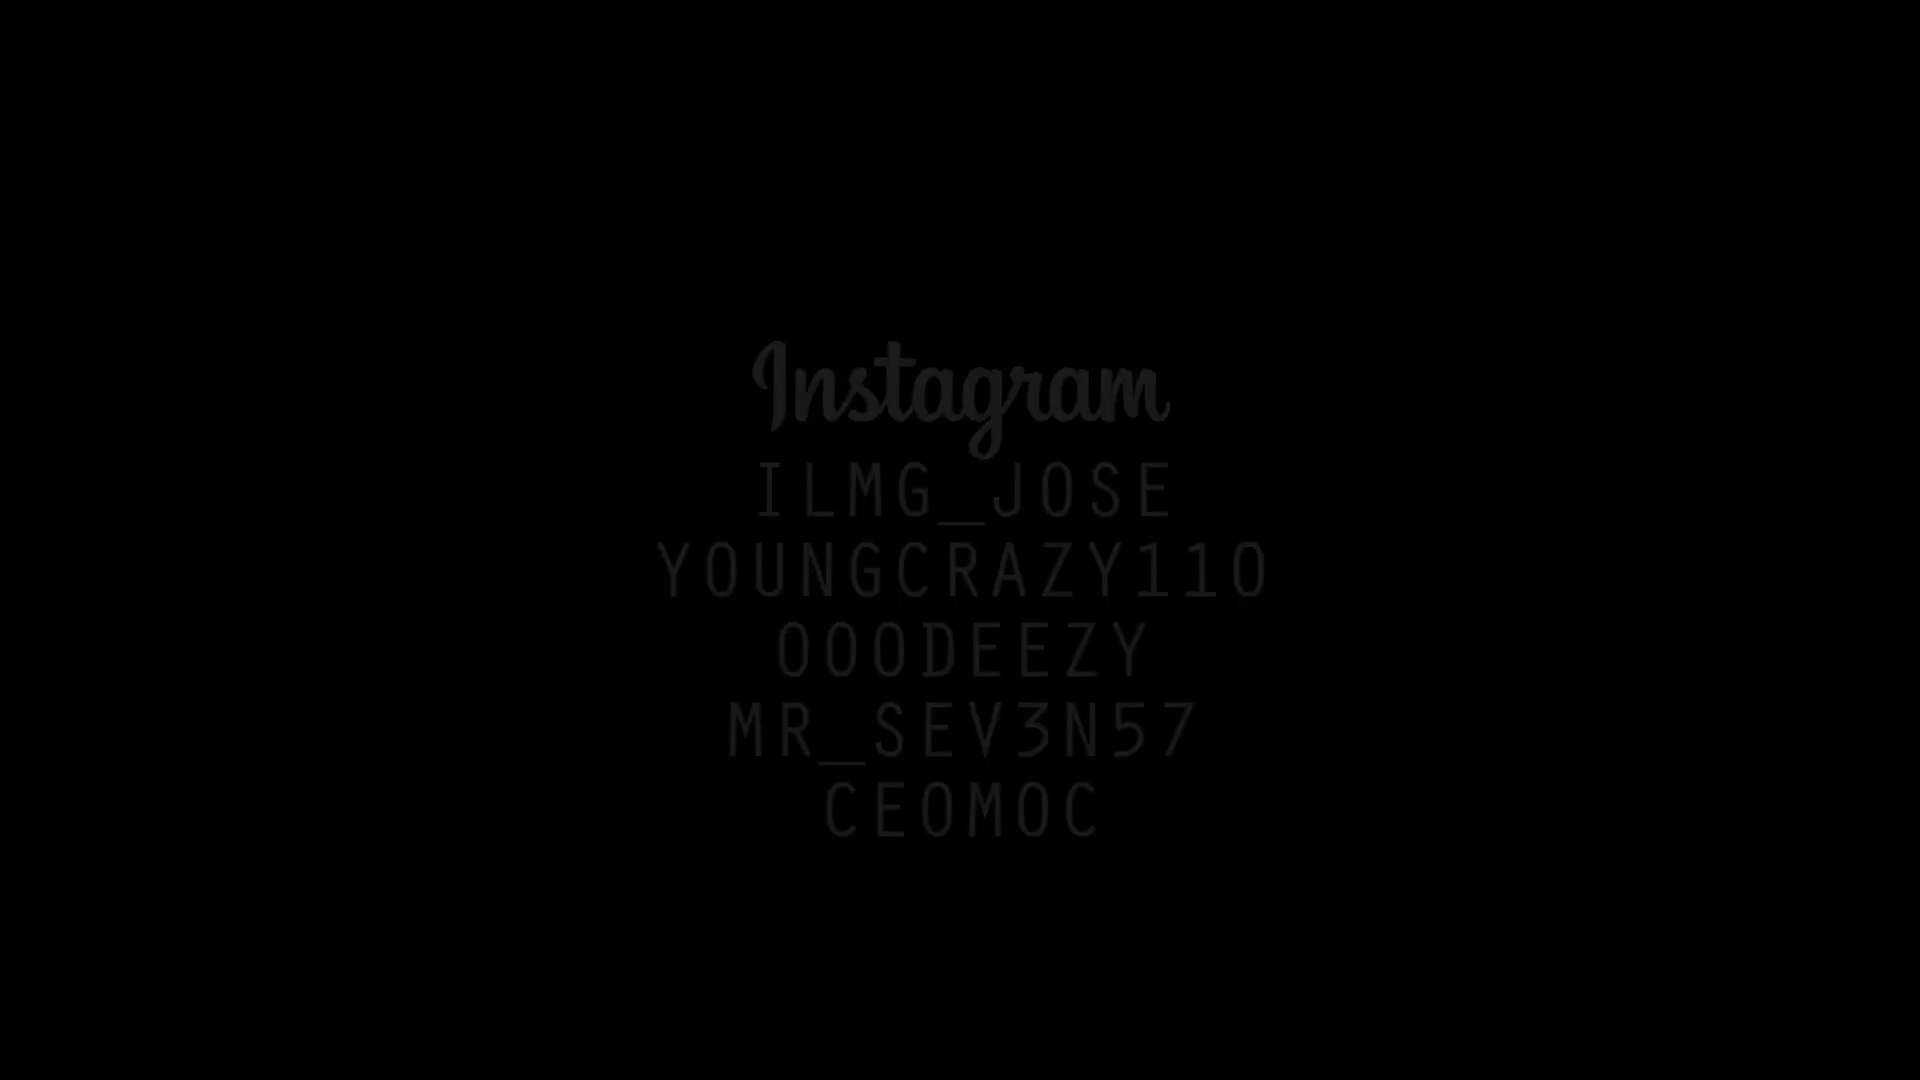 Instagram
ILMG_JOSE
YOUNGCRAZY110
OOODEEZY
MR_SEV3N57
CEOMOC